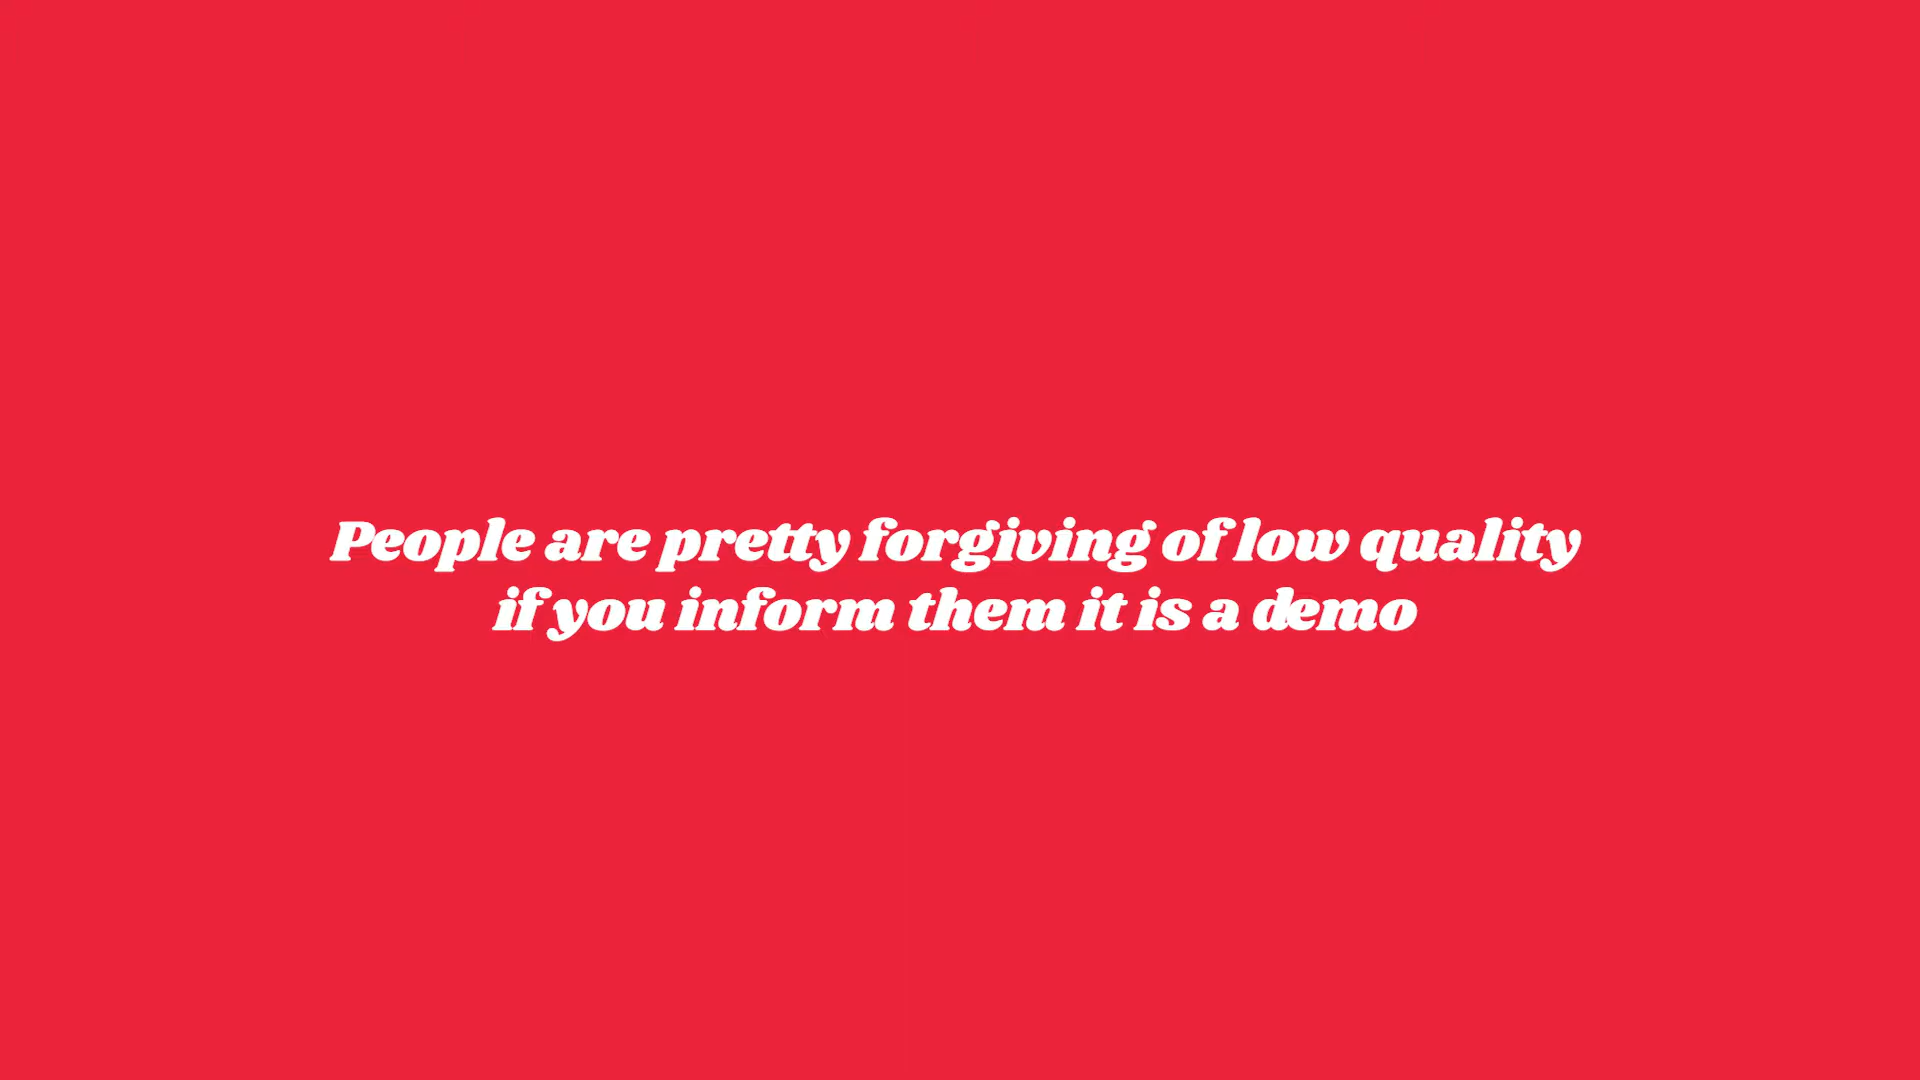 People are pretty forgiving of low quality
if you inform them it is a demo